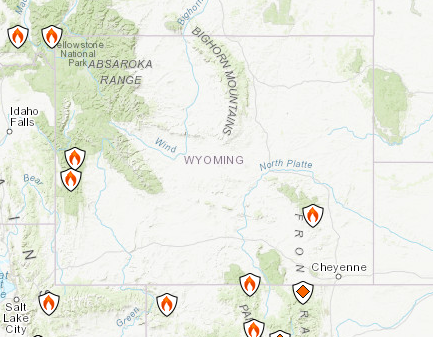 Bighorn
Yellowstone
National
Park
ABSAROKA
RANGE
BIGHORN MOUNTAINS
Idaho
Falls
Wind
WYOMING
North Platte
Bear
A I N
F R O N
R A
Cheyenne
Green
PA
Salt
Lake
City